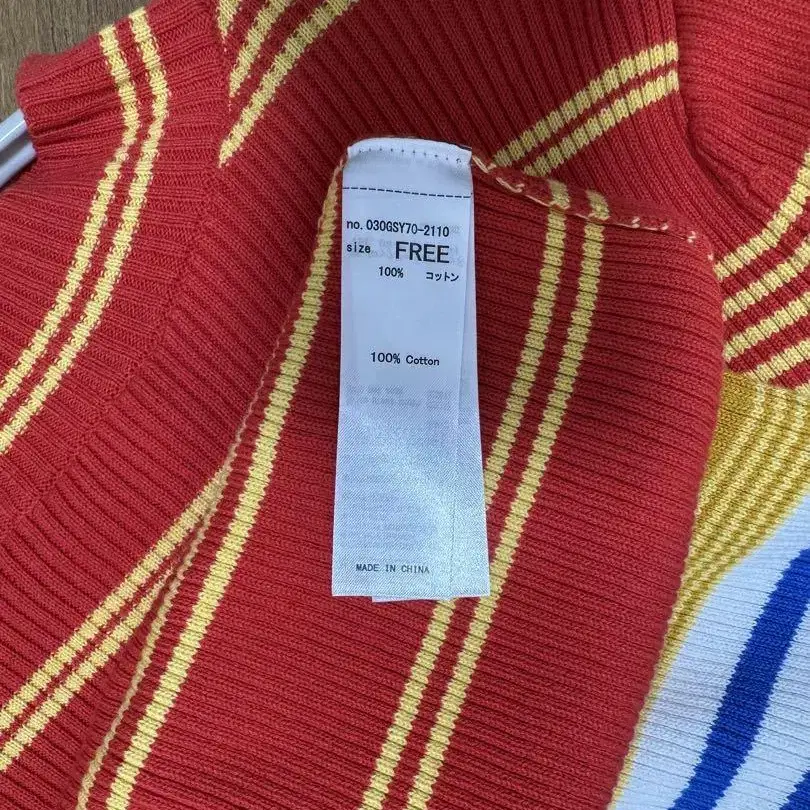 no. 030GSY70-2110
size FREE
100% コットン
100% Cotton
MADE IN CHINA